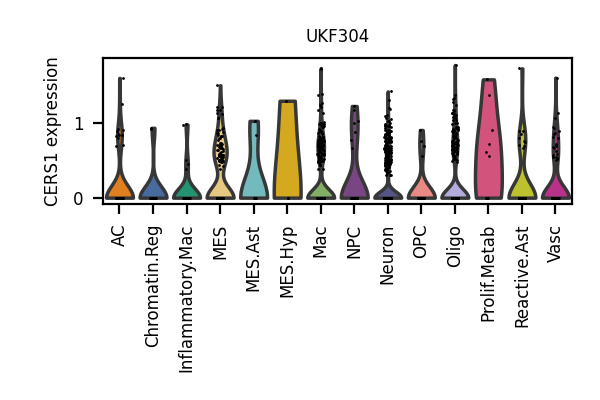 UKF304
CERS1 expression
1
0
AC
Chromatin.Reg
Inflammatory.Mac
MES
MES.Ast
MES.Hyp
Mac
NPC
Neuron
OPC
Oligo
Prolif.Metab
Reactive.Ast
Vasc